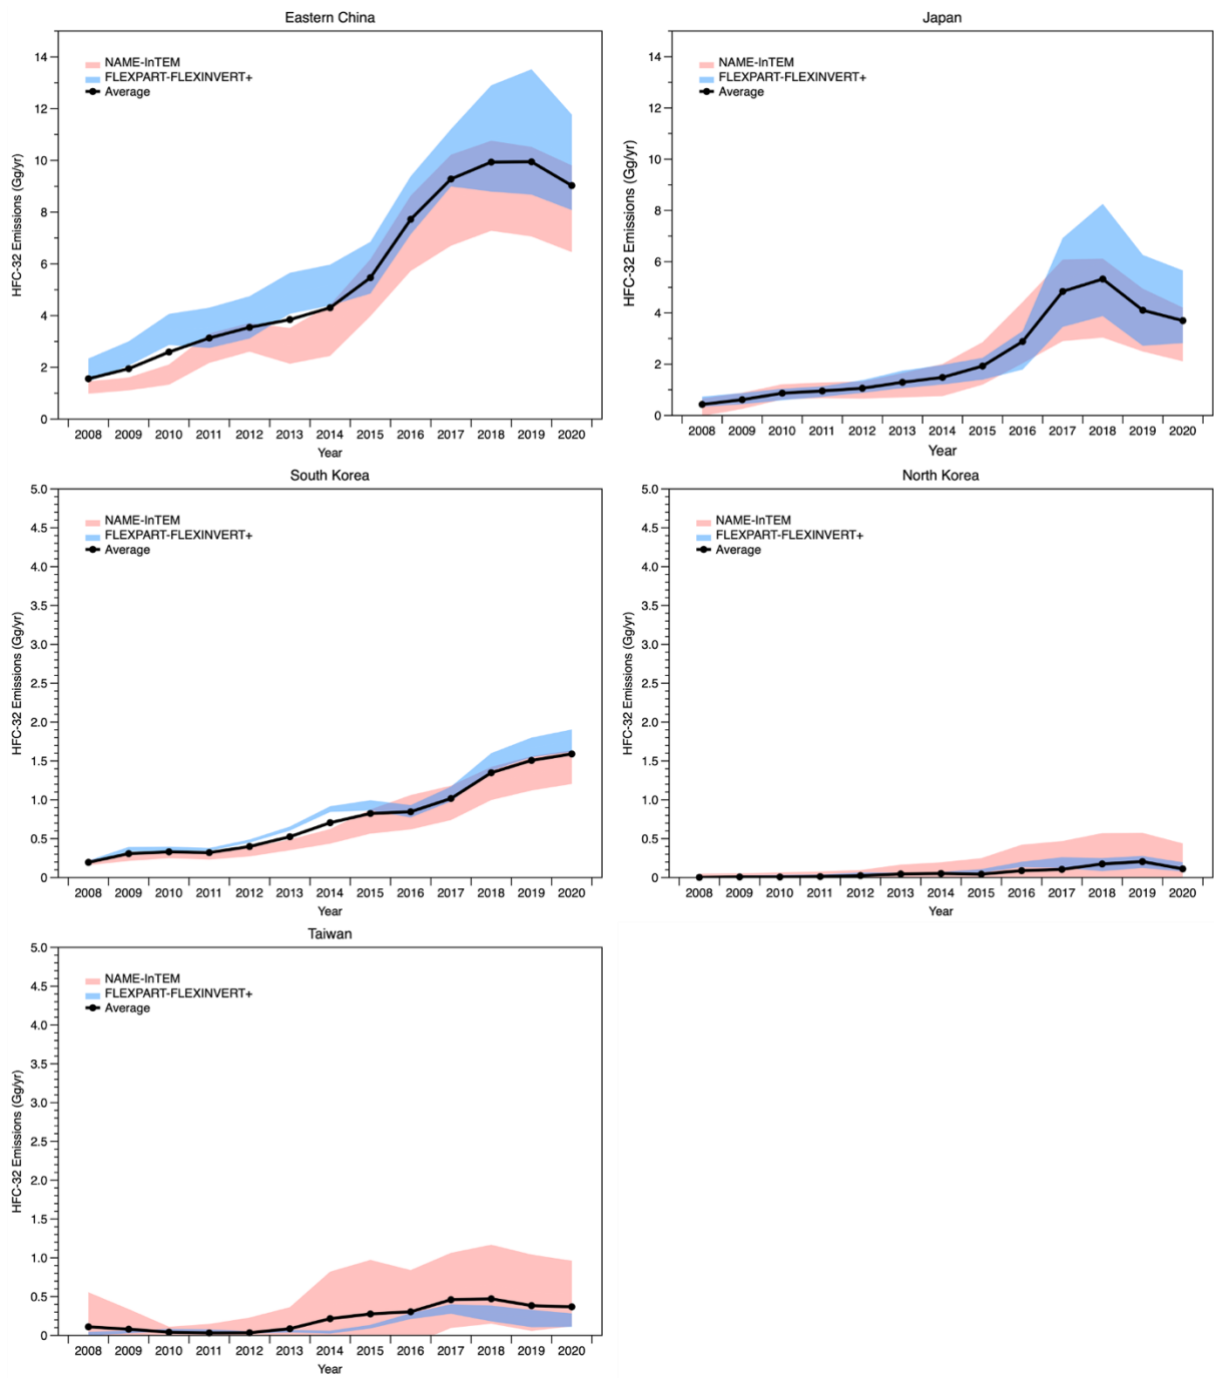 Eastern China
14
12
10
8
6
4
2
0
HFC-32 Emissions (Gg/yr)
NAME-InTEM
FLEXPART-FLEXINVERT+
Average
2008 2009 2010 2011 2012 2013 2014 2015 2016 2017 2018 2019 2020
Year
Japan
14
12
10
8
6
4
2
0
HFC-32 Emissions (Gg/yr)
NAME-InTEM
FLEXPART-FLEXINVERT+
Average
2008 2009 2010 2011 2012 2013 2014 2015 2016 2017 2018 2019 2020
Year
South Korea
5.0
4.5
4.0
3.5
3.0
2.5
2.0
1.5
1.0
0.5
0
HFC-32 Emissions (Gg/yr)
NAME-InTEM
FLEXPART-FLEXINVERT+
Average
2008 2009 2010 2011 2012 2013 2014 2015 2016 2017 2018 2019 2020
Year
North Korea
5.0
4.5
4.0
3.5
3.0
2.5
2.0
1.5
1.0
0.5
0
HFC-32 Emissions (Gg/yr)
NAME-InTEM
FLEXPART-FLEXINVERT+
Average
2008 2009 2010 2011 2012 2013 2014 2015 2016 2017 2018 2019 2020
Year
Taiwan
5.0
4.5
4.0
3.5
3.0
2.5
2.0
1.5
1.0
0.5
0
HFC-32 Emissions (Gg/yr)
NAME-InTEM
FLEXPART-FLEXINVERT+
Average
2008 2009 2010 2011 2012 2013 2014 2015 2016 2017 2018 2019 2020
Year